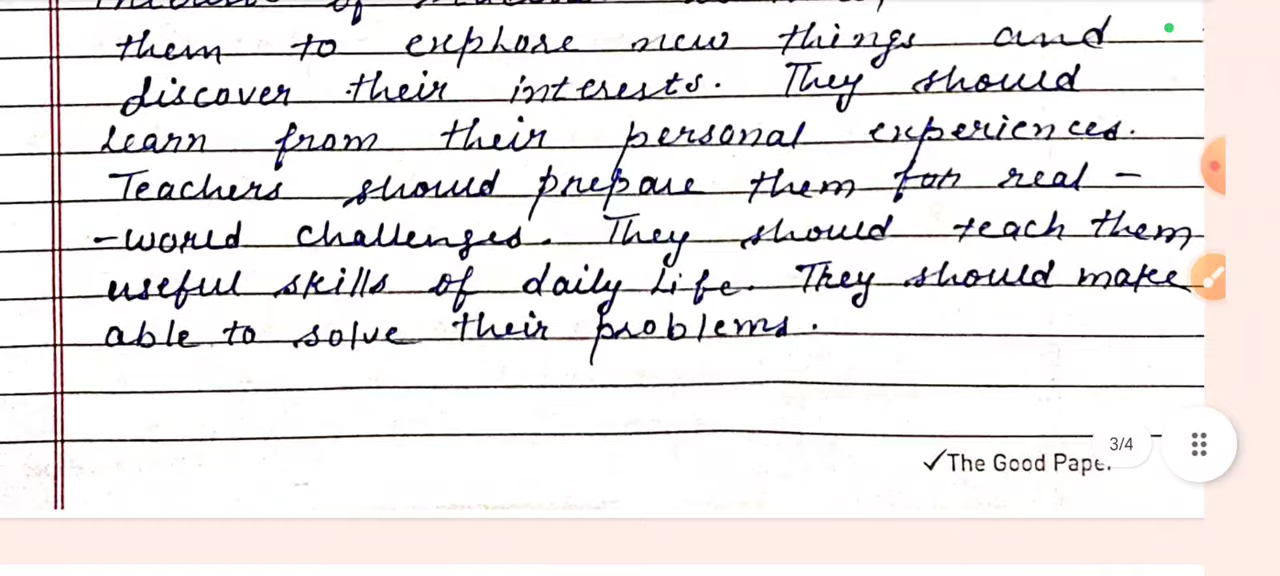 of
them to explore new things and
discover their interests. They should
learn from their personal experiences.
Teachers should prepare them for real -
- world challenges. They should teach them
useful skills of daily life. They should make
able to solve their problems.
3/4
✓The Good Pape.